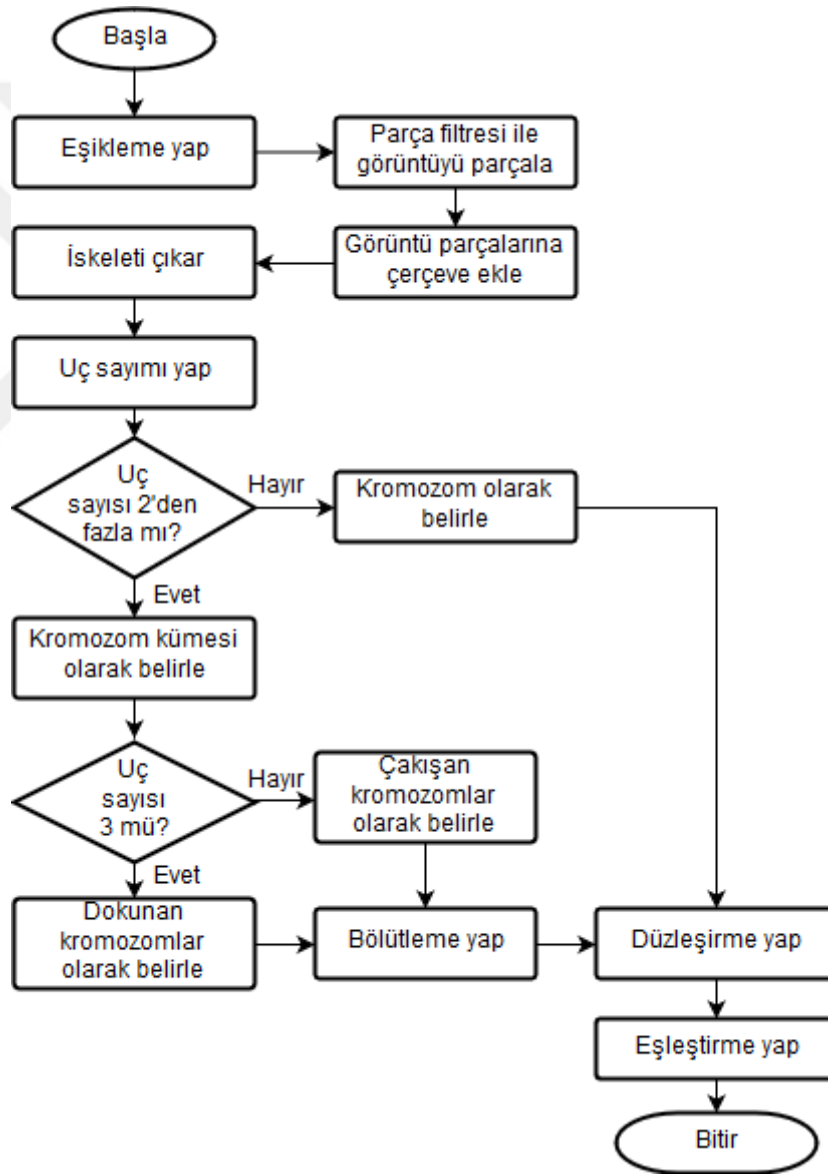 Başla
Eşikleme yap
Parça filtresi ile
görüntüyü parçala
Görüntü parçalarına
çerçeve ekle
İskeleti çıkar
Uç sayımı yap
Uç
sayısı 2'den
fazla mı?
Hayır
Kromozom olarak
belirle
Evet
Kromozom kümesi
olarak belirle
Uç
sayısı
3 mü?
Hayır
Çakışan
kromozomlar
olarak belirle
Evet
Dokunan
kromozomlar
olarak belirle
Bölütleme yap
Düzleşirme yap
Eşleştirme yap
Bitir